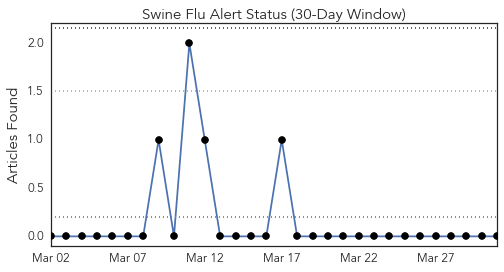 Swine Flu Alert Status (30-Day Window)
Articles Found
2.0
1.5
1.0
0.5
0.0
Mar 02 Mar 07 Mar 12 Mar 17 Mar 22 Mar 27